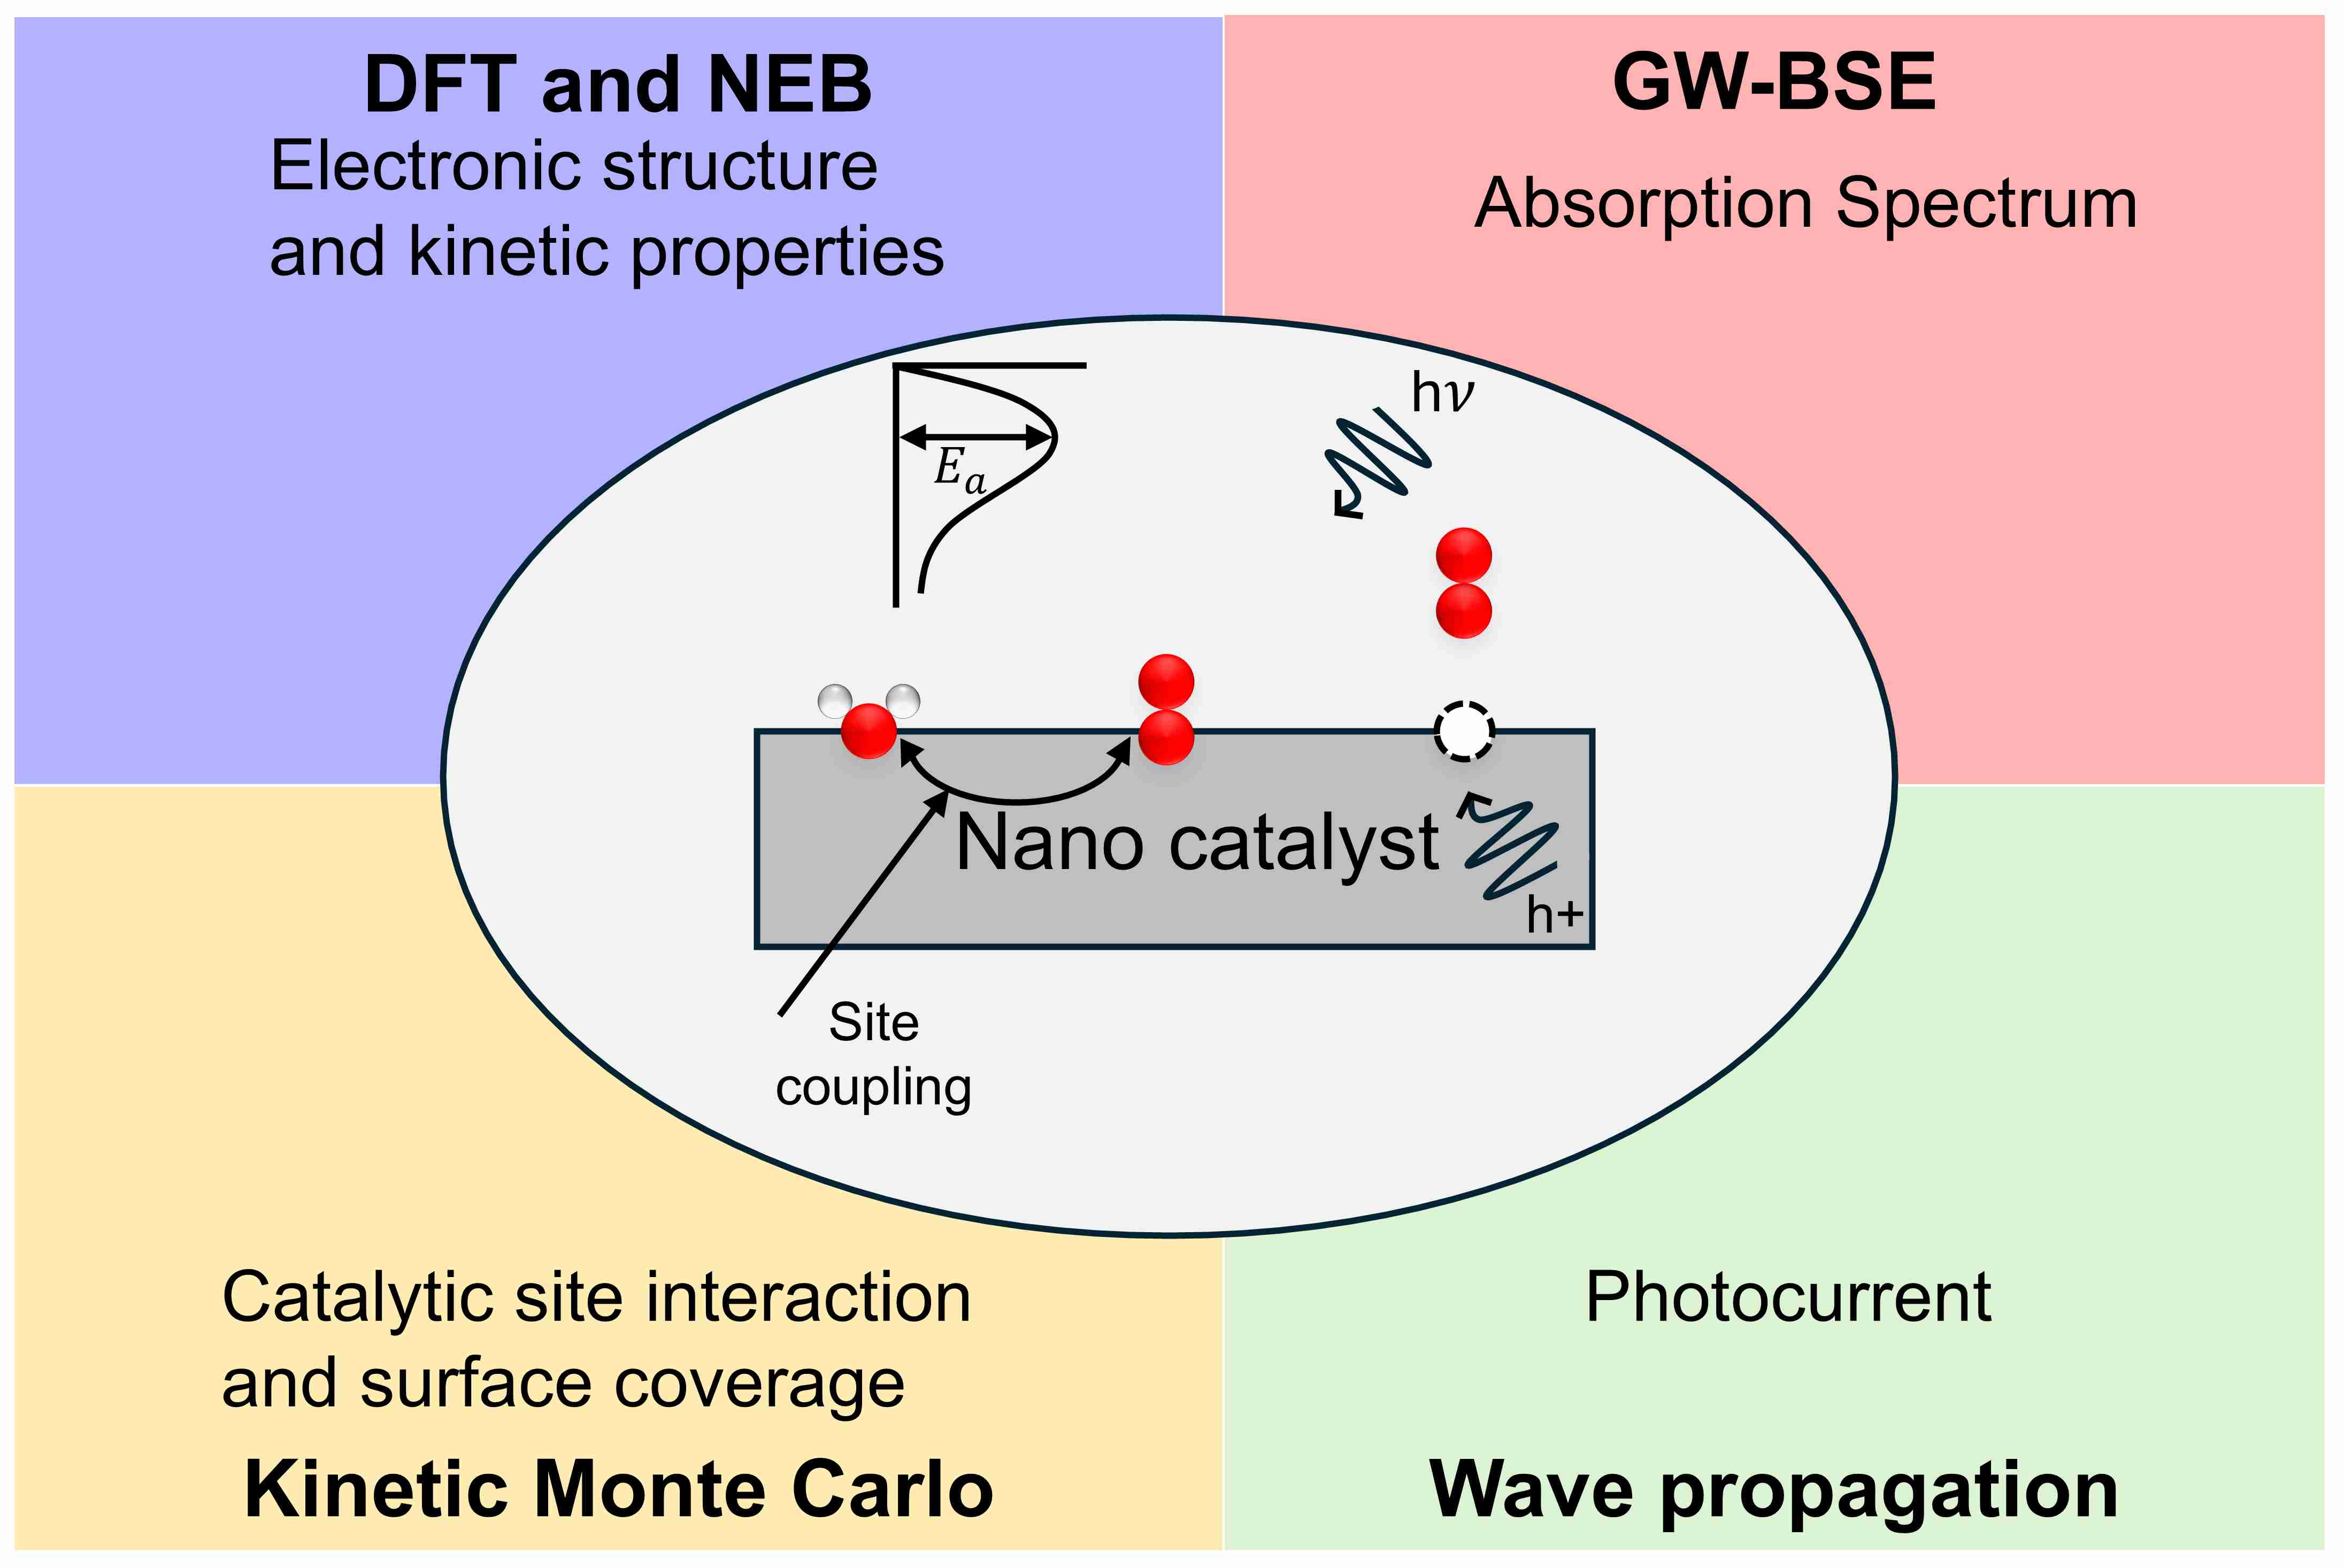 DFT and NEB
Electronic structure
and kinetic properties
GW-BSE
Absorption Spectrum
hν
E_a
Nano catalyst
h+
Site
coupling
Catalytic site interaction
and surface coverage
Kinetic Monte Carlo
Photocurrent
Wave propagation